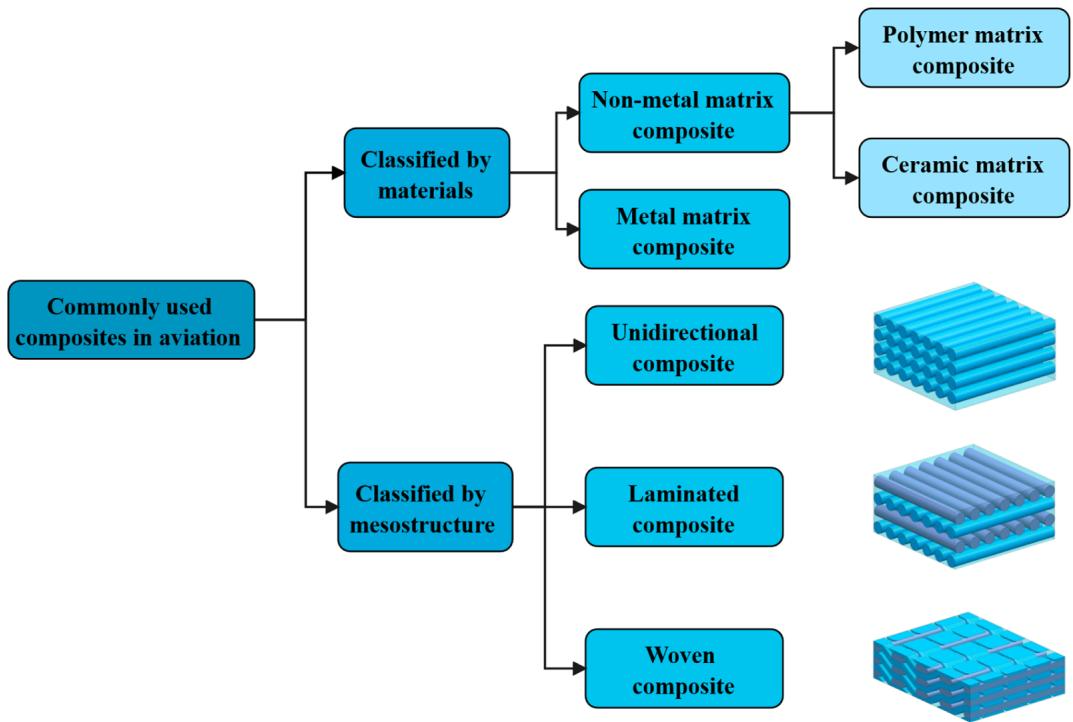 Commonly used
composites in aviation
Classified by
materials
Non-metal matrix
composite
Polymer matrix
composite
Ceramic matrix
composite
Metal matrix
composite
Classified by
mesostructure
Unidirectional
composite
Laminated
composite
Woven
composite